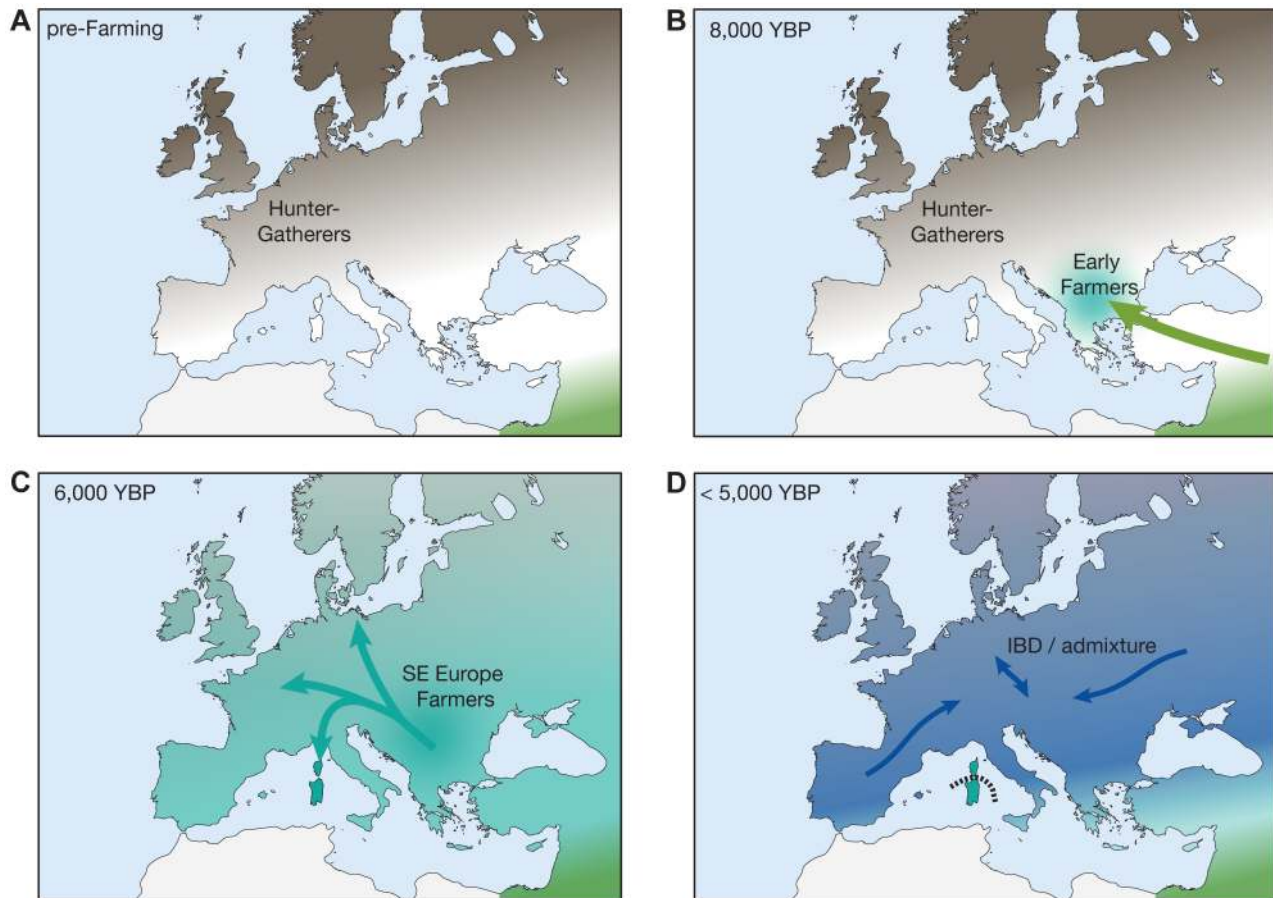 A
pre-Farming
Hunter-
Gatherers
B
8,000 YBP
Hunter-
Gatherers
Early
Farmers
C
6,000 YBP
SE Europe
Farmers
D
< 5,000 YBP
IBD / admixture